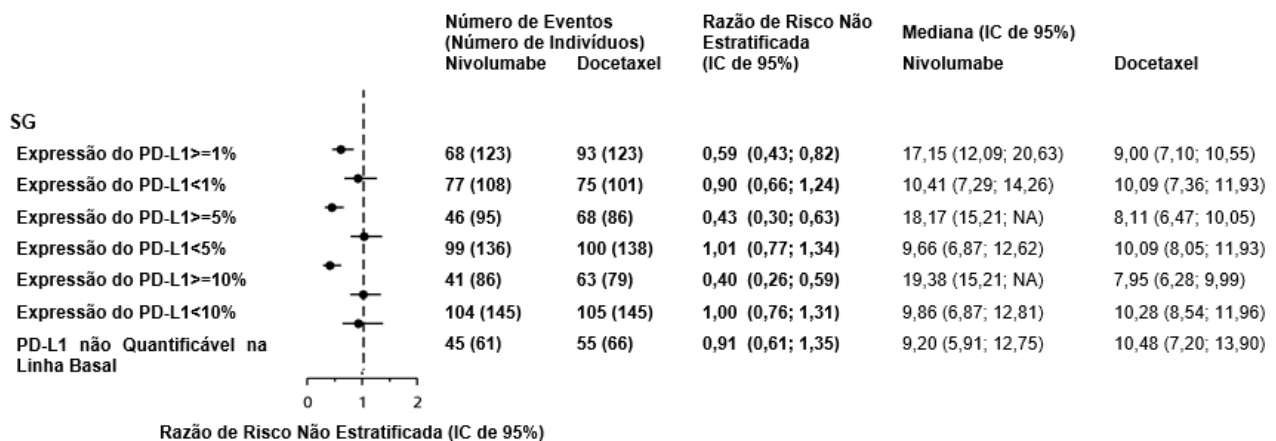 Número de Eventos (Número de Indivíduos) Razão de Risco Não Estratificada (IC de 95%) Mediana (IC de 95%)
Nivolumabe Docetaxel Nivolumabe Docetaxel
SG
Expressão do PD-L1>=1% 68 (123) 93 (123) 0,59 (0,43; 0,82) 17,15 (12,09; 20,63) 9,00 (7,10; 10,55)
Expressão do PD-L1<1% 77 (108) 75 (101) 0,90 (0,66; 1,24) 10,41 (7,29; 14,26) 10,09 (7,36; 11,93)
Expressão do PD-L1>=5% 46 (95) 68 (86) 0,43 (0,30; 0,63) 18,17 (15,21; NA) 8,11 (6,47; 10,05)
Expressão do PD-L1<5% 99 (136) 100 (138) 1,01 (0,77; 1,34) 9,66 (6,87; 12,62) 10,09 (8,05; 11,93)
Expressão do PD-L1>=10% 41 (86) 63 (79) 0,40 (0,26; 0,59) 19,38 (15,21; NA) 7,95 (6,28; 9,99)
Expressão do PD-L1<10% 104 (145) 105 (145) 1,00 (0,76; 1,31) 9,86 (6,87; 12,81) 10,28 (8,54; 11,96)
PD-L1 não Quantificável na 45 (61) 55 (66) 0,91 (0,61; 1,35) 9,20 (5,91; 12,75) 10,48 (7,20; 13,90)
Linha Basal
0 1 2
Razão de Risco Não Estratificada (IC de 95%)